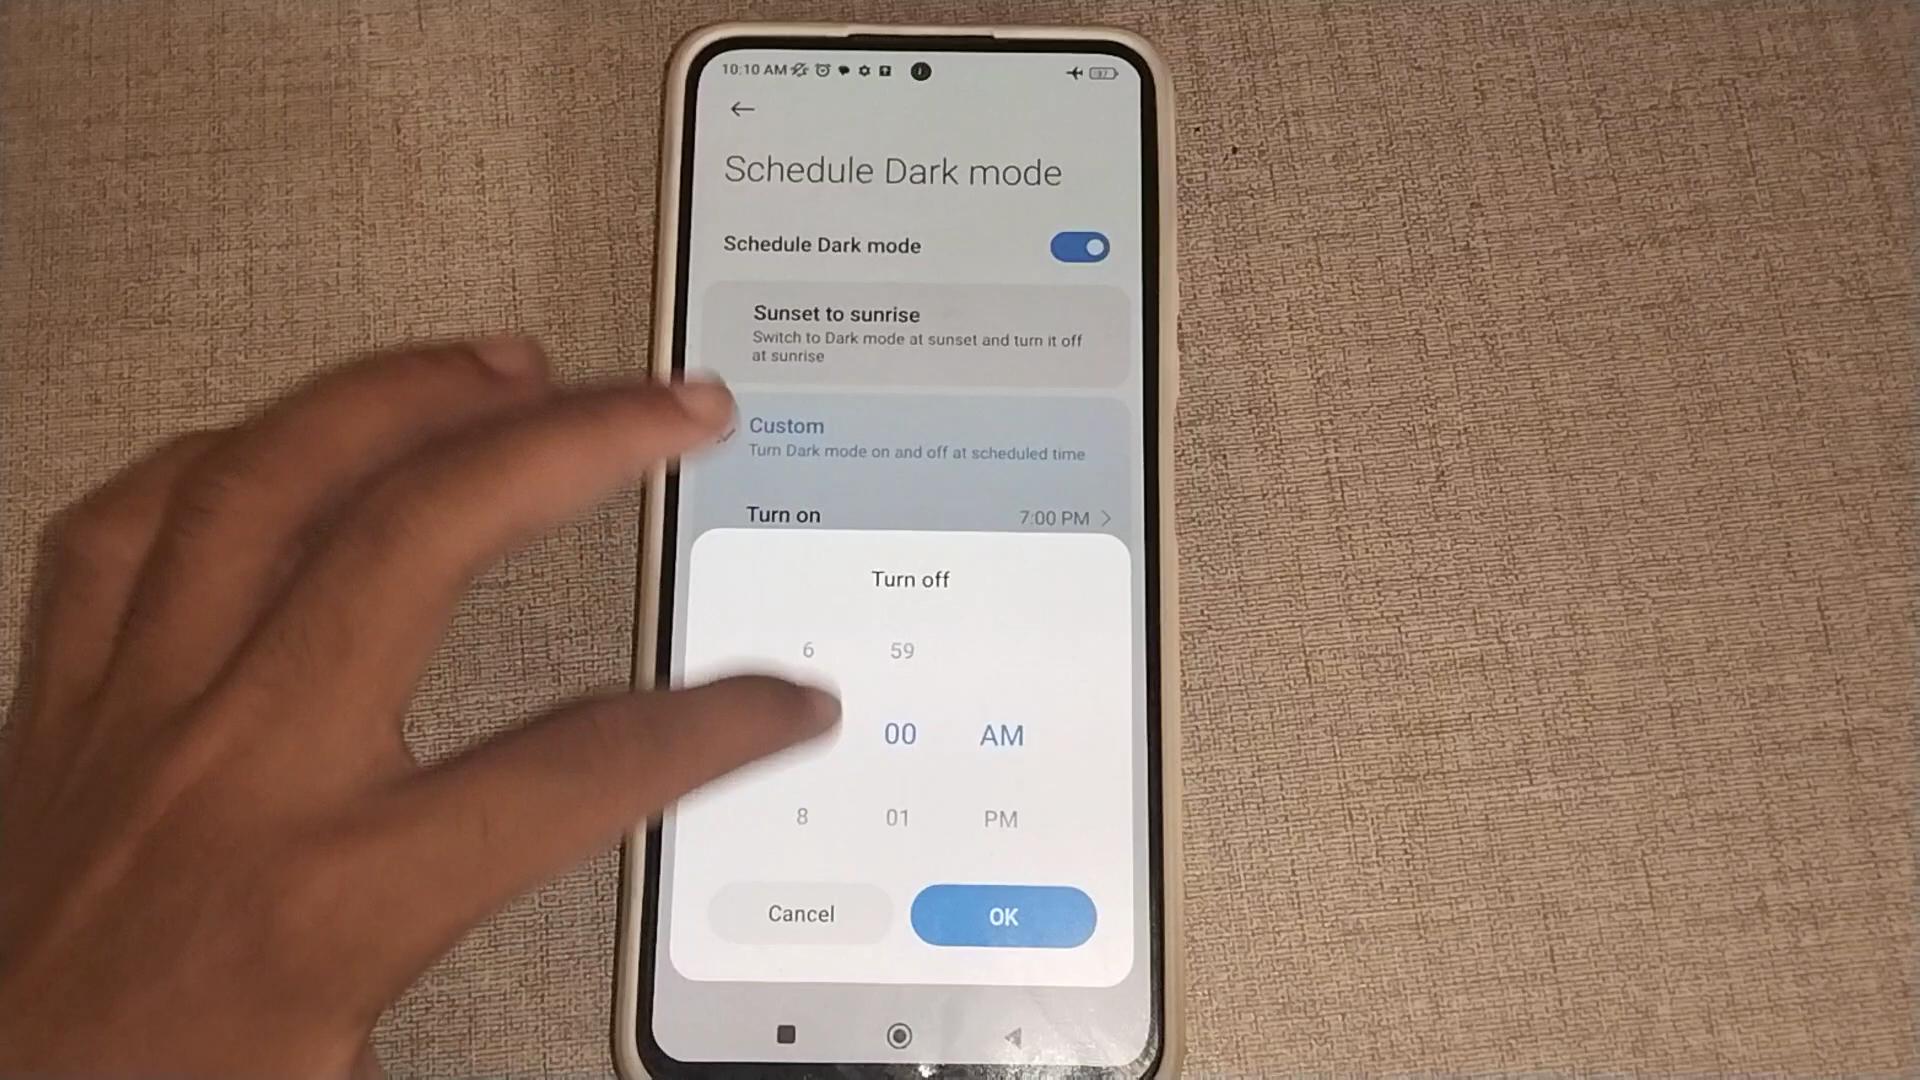 10:10 AM
Schedule Dark mode
Schedule Dark mode
Sunset to sunrise
Switch to Dark mode at sunset and turn it off
at sunrise
Custom
Turn Dark mode on and off at scheduled time
Turn on 7:00 PM
Turn off
6 59
00 AM
8 01 PM
Cancel OK